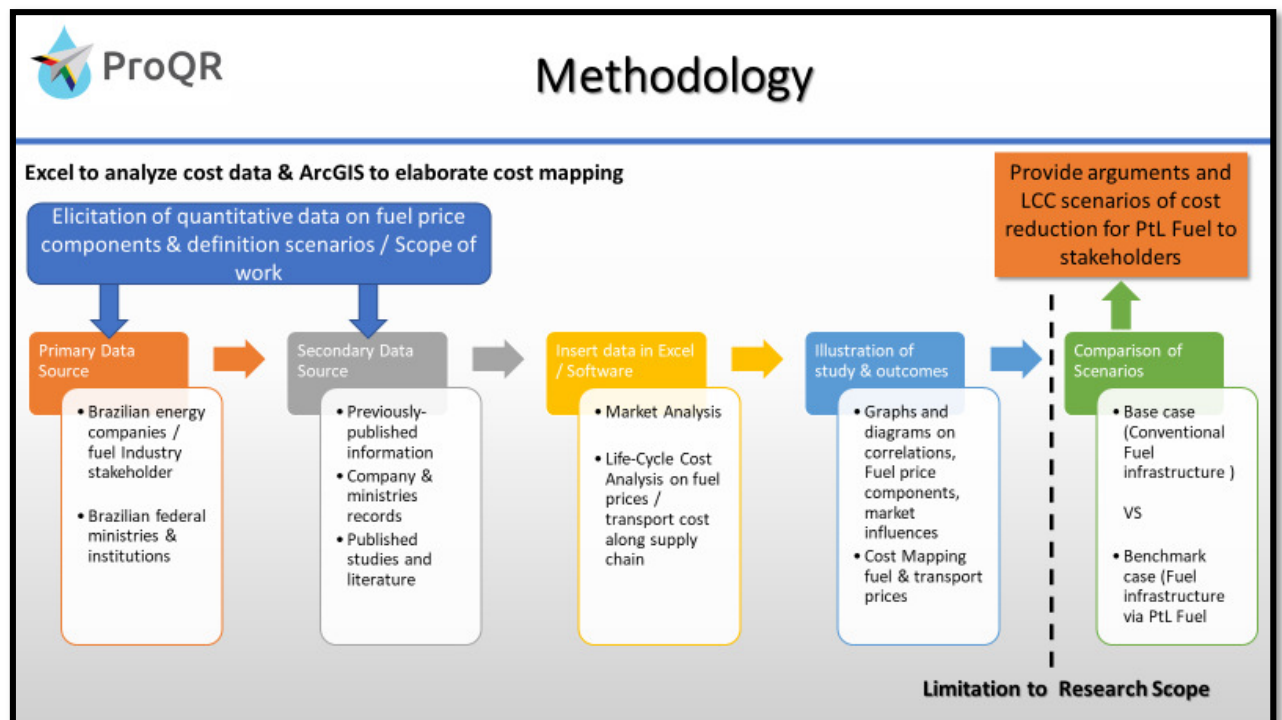 ProQR
Methodology
Excel to analyze cost data & ArcGIS to elaborate cost mapping
Elicitation of quantitative data on fuel price
components & definition scenarios / Scope of
work
Provide arguments and
LCC scenarios of cost
reduction for PtL Fuel to
stakeholders
Primary Data
Source
• Brazilian energy
companies /
fuel Industry
stakeholder
• Brazilian federal
ministries &
institutions
Secondary Data
Source
• Previously-
published
information
• Company &
ministries
records
• Published
studies and
literature
Insert data in Excel
/ Software
• Market Analysis
• Life-Cycle Cost
Analysis on fuel
prices /
transport cost
along supply
chain
Illustration of
study & outcomes
• Graphs and
diagrams on
correlations,
Fuel price
components,
market
influences
• Cost Mapping
fuel & transport
prices
Comparison of
Scenarios
• Base case
(Conventional
Fuel
infrastructure )
VS
• Benchmark
case (Fuel
infrastructure
via PtL Fuel
Limitation to Research Scope